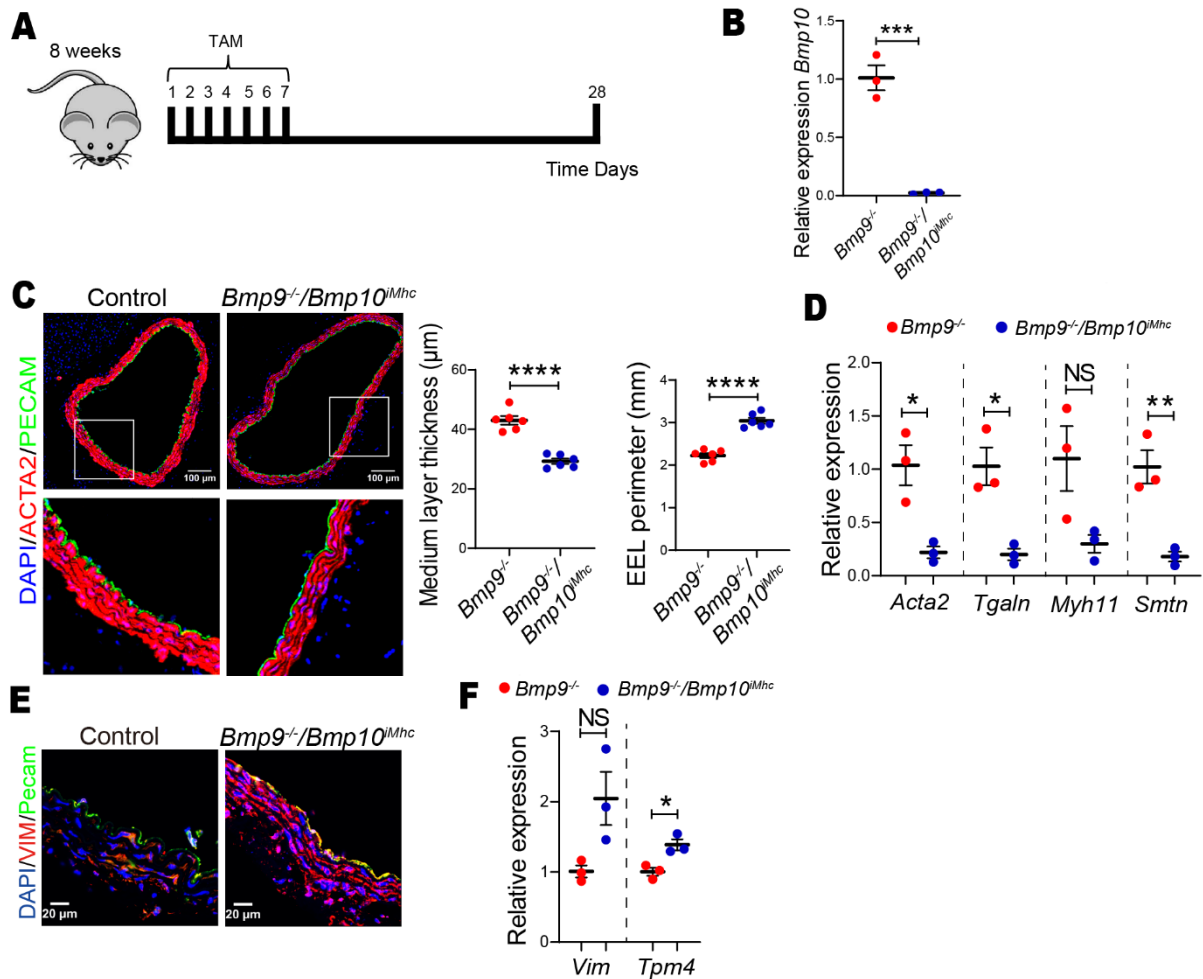 A
8 weeks
TAM
1 2 3 4 5 6 7
28
Time Days
B
Relative expression Bmp10
1.5
1.0
0.5
0.0
***
Bmp9-/-
Bmp9-/-/
Bmp10iMhc
C
Control
Bmp9-/-/Bmp10iMhc
DAPI/ACTA2/PECAM
100 µm
100 µm
Medium layer thickness (µm)
60
40
20
0
****
Bmp9-/-
Bmp9-/-/
Bmp10iMhc
EEL perimeter (mm)
4
3
2
1
0
****
Bmp9-/-
Bmp9-/-/
Bmp10iMhc
D
Bmp9-/- Bmp9-/-/Bmp10iMhc
Relative expression
2.0
1.5
1.0
0.5
0.0
* * NS **
Acta2 Tgaln Myh11 Smtn
E
Control
Bmp9-/-/Bmp10iMhc
DAPI/VIM/Pecam
20 µm
20 µm
F
Bmp9-/- Bmp9-/-/Bmp10iMhc
Relative expression
3
2
1
0
NS *
Vim Tpm4